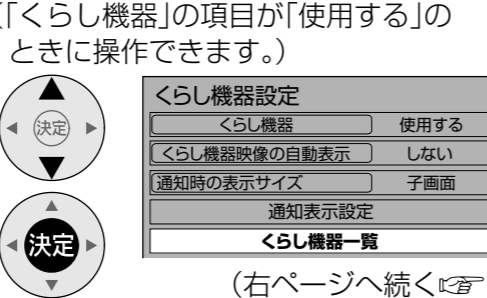 (「くらし機器」の項目が「使用する」の
ときに操作できます。)
決定
くらし機器設定
くらし機器 使用する
くらし機器映像の自動表示 しない
通知時の表示サイズ 子画面
通知表示設定
決定
くらし機器一覧
(右ページへ続く☞